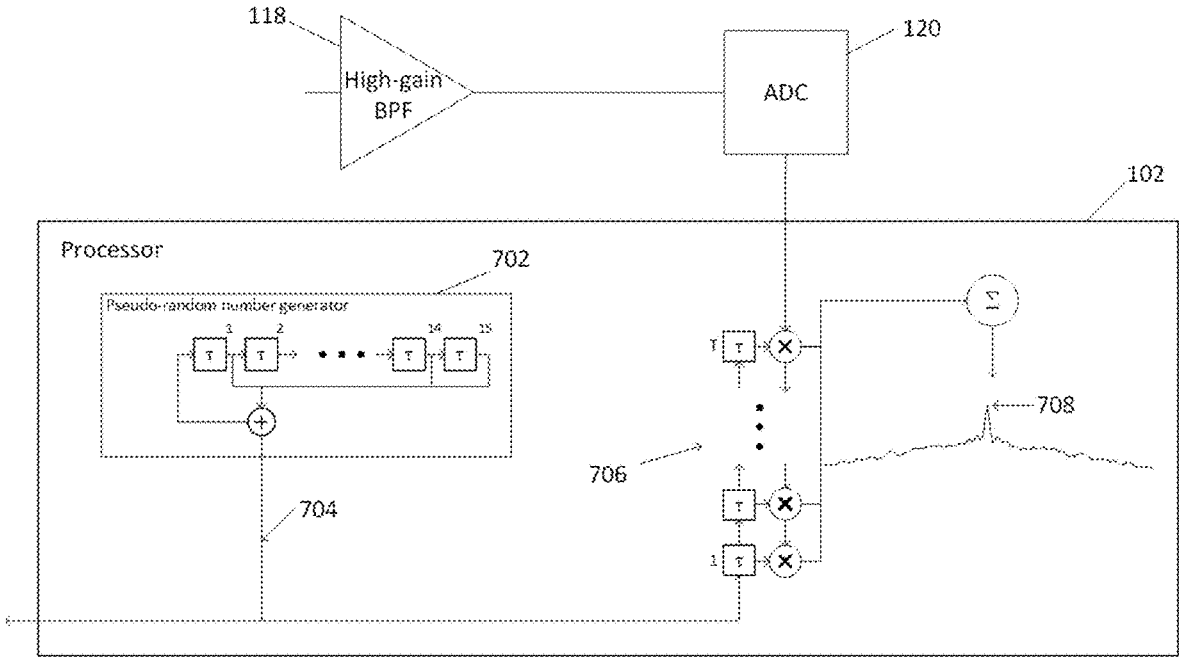 118
High-gain
BPF
120
ADC
102
Processor
702
Pseudo-random number generator
1
2
14
15
τ
τ
τ
τ
+
704
706
T
τ
×
τ
×
1
τ
×
Σ
708